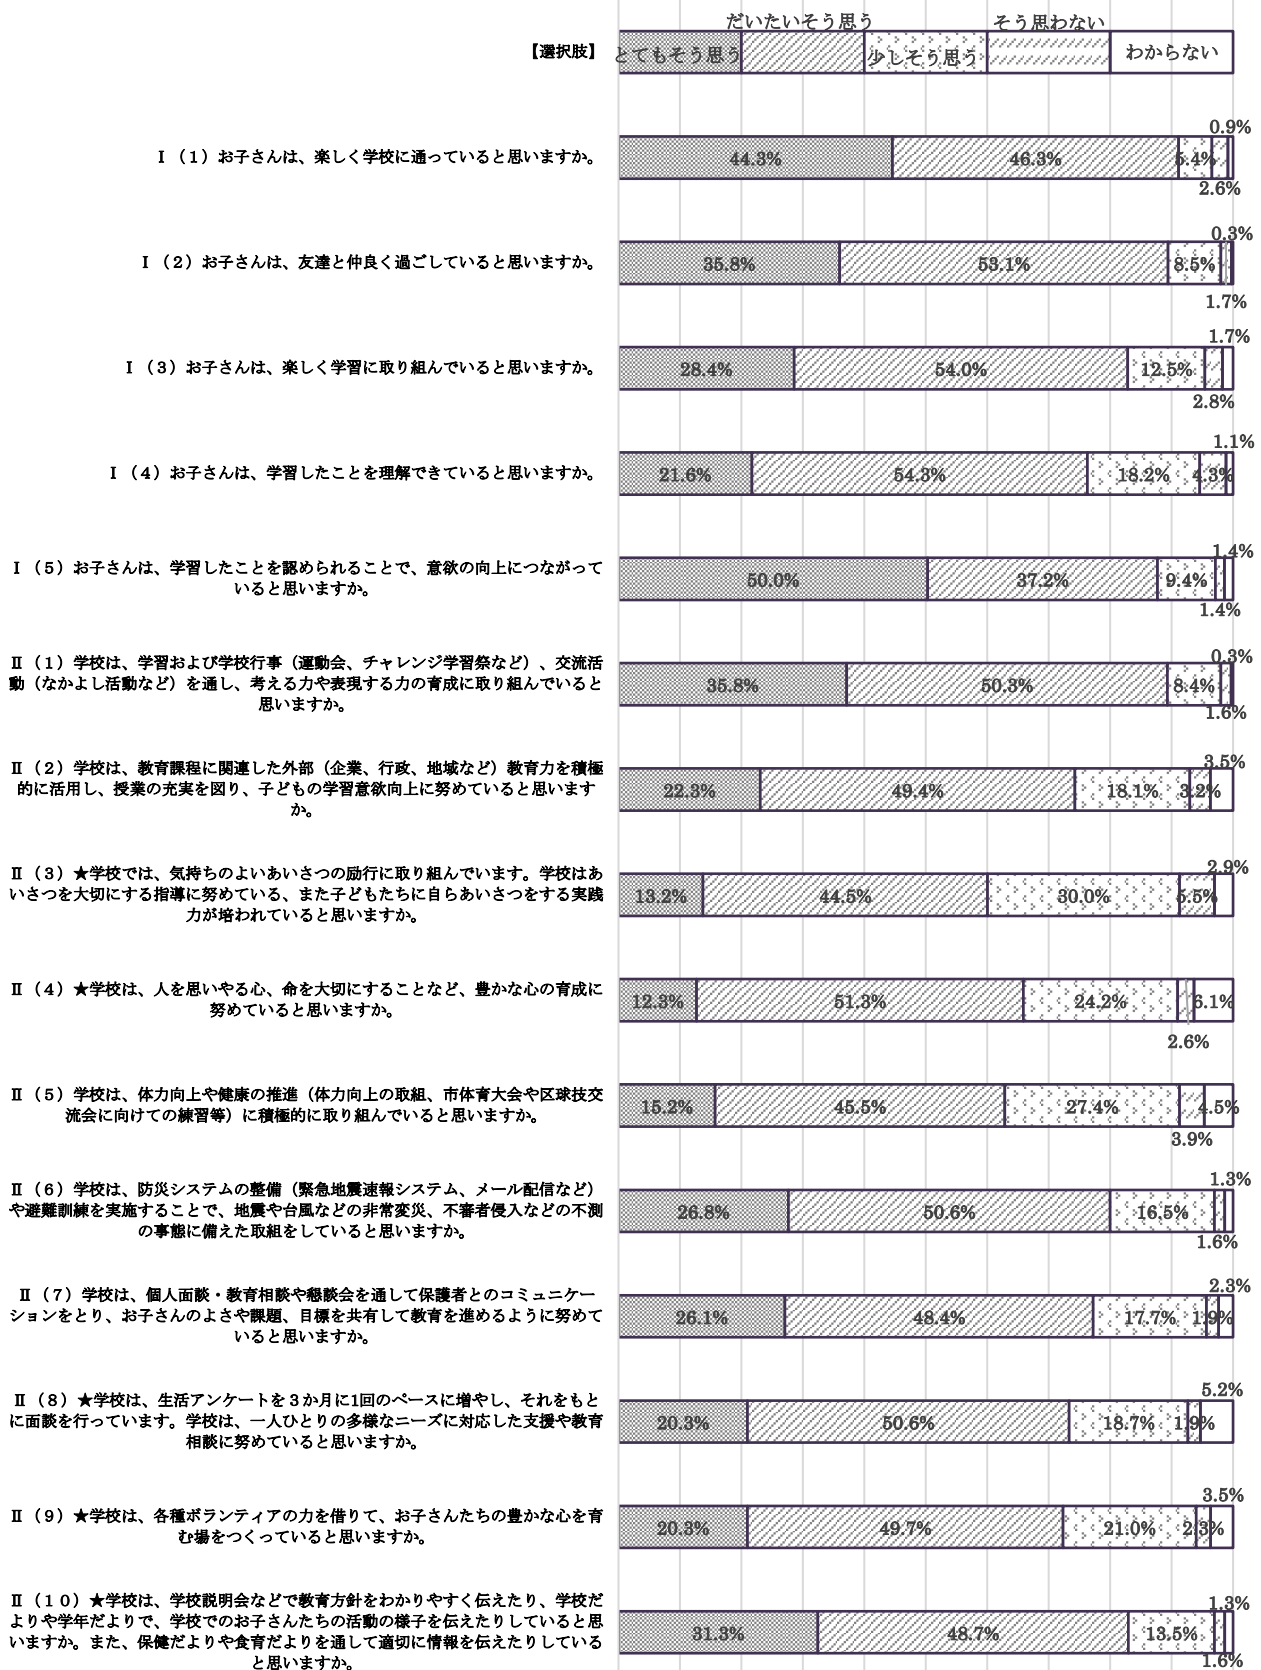 だいたいそう思う そう思わない
【選択肢】 とてもそう思う 少しそう思う わからない
0.9%
Ⅰ（１）お子さんは、楽しく学校に通っていると思いますか。 44.3% 46.3% 5.4%
2.6%
0.3%
Ⅰ（２）お子さんは、友達と仲良く過ごしていると思いますか。 35.8% 53.1% 8.5%
1.7%
1.7%
Ⅰ（３）お子さんは、楽しく学習に取り組んでいると思いますか。 28.4% 54.0% 12.5%
2.8%
1.1%
Ⅰ（４）お子さんは、学習したことを理解できていると思いますか。 21.6% 54.3% 18.2% 4.3%
1.4%
Ⅰ（５）お子さんは、学習したことを認められることで、意欲の向上につながって
いると思いますか。
50.0% 37.2% 9.4%
1.4%
0.3%
Ⅱ（１）学校は、学習および学校行事（運動会、チャレンジ学習祭など）、交流活
動（なかよし活動など）を通し、考える力や表現する力の育成に取り組んでいると
思いますか。
35.8% 50.3% 8.4%
1.6%
3.5%
Ⅱ（２）学校は、教育課程に関連した外部（企業、行政、地域など）教育力を積極
的に活用し、授業の充実を図り、子どもの学習意欲向上に努めていると思います
か。
22.3% 49.4% 18.1% 3.2%
2.9%
Ⅱ（３）★学校では、気持ちのよいあいさつの励行に取り組んでいます。学校はあ
いさつを大切にする指導に努めている、また子どもたちに自らあいさつをする実践
力が培われていると思いますか。
13.2% 44.5% 30.0% 5.5%
Ⅱ（４）★学校は、人を思いやる心、命を大切にすることなど、豊かな心の育成に
努めていると思いますか。
12.3% 51.3% 24.2% 6.1%
2.6%
Ⅱ（５）学校は、体力向上や健康の推進（体力向上の取組、市体育大会や区球技交
流会に向けての練習等）に積極的に取り組んでいると思いますか。
15.2% 45.5% 27.4% 4.5%
3.9%
1.3%
Ⅱ（６）学校は、防災システムの整備（緊急地震速報システム、メール配信など）
や避難訓練を実施することで、地震や台風などの非常変災、不審者侵入などの不測
の事態に備えた取組をしていると思いますか。
26.8% 50.6% 16.5%
1.6%
2.3%
Ⅱ（７）学校は、個人面談・教育相談や懇談会を通して保護者とのコミュニケー
ションをとり、お子さんのよさや課題、目標を共有して教育を進めるように努めて
いると思いますか。
26.1% 48.4% 17.7% 1.9%
5.2%
Ⅱ（８）★学校は、生活アンケートを３か月に1回のペースに増やし、それをもと
に面談を行っています。学校は、一人ひとりの多様なニーズに対応した支援や教育
相談に努めていると思いますか。
20.3% 50.6% 18.7% 1.9%
3.5%
Ⅱ（９）★学校は、各種ボランティアの力を借りて、お子さんたちの豊かな心を育
む場をつくっていると思いますか。
20.3% 49.7% 21.0% 2.3%
1.3%
Ⅱ（１０）★学校は、学校説明会などで教育方針をわかりやすく伝えたり、学校だ
よりや学年だよりで、学校でのお子さんたちの活動の様子を伝えたりしていると思
いますか。また、保健だよりや食育だよりを通して適切に情報を伝えたりしている
と思いますか。
31.3% 48.7% 13.5%
1.6%